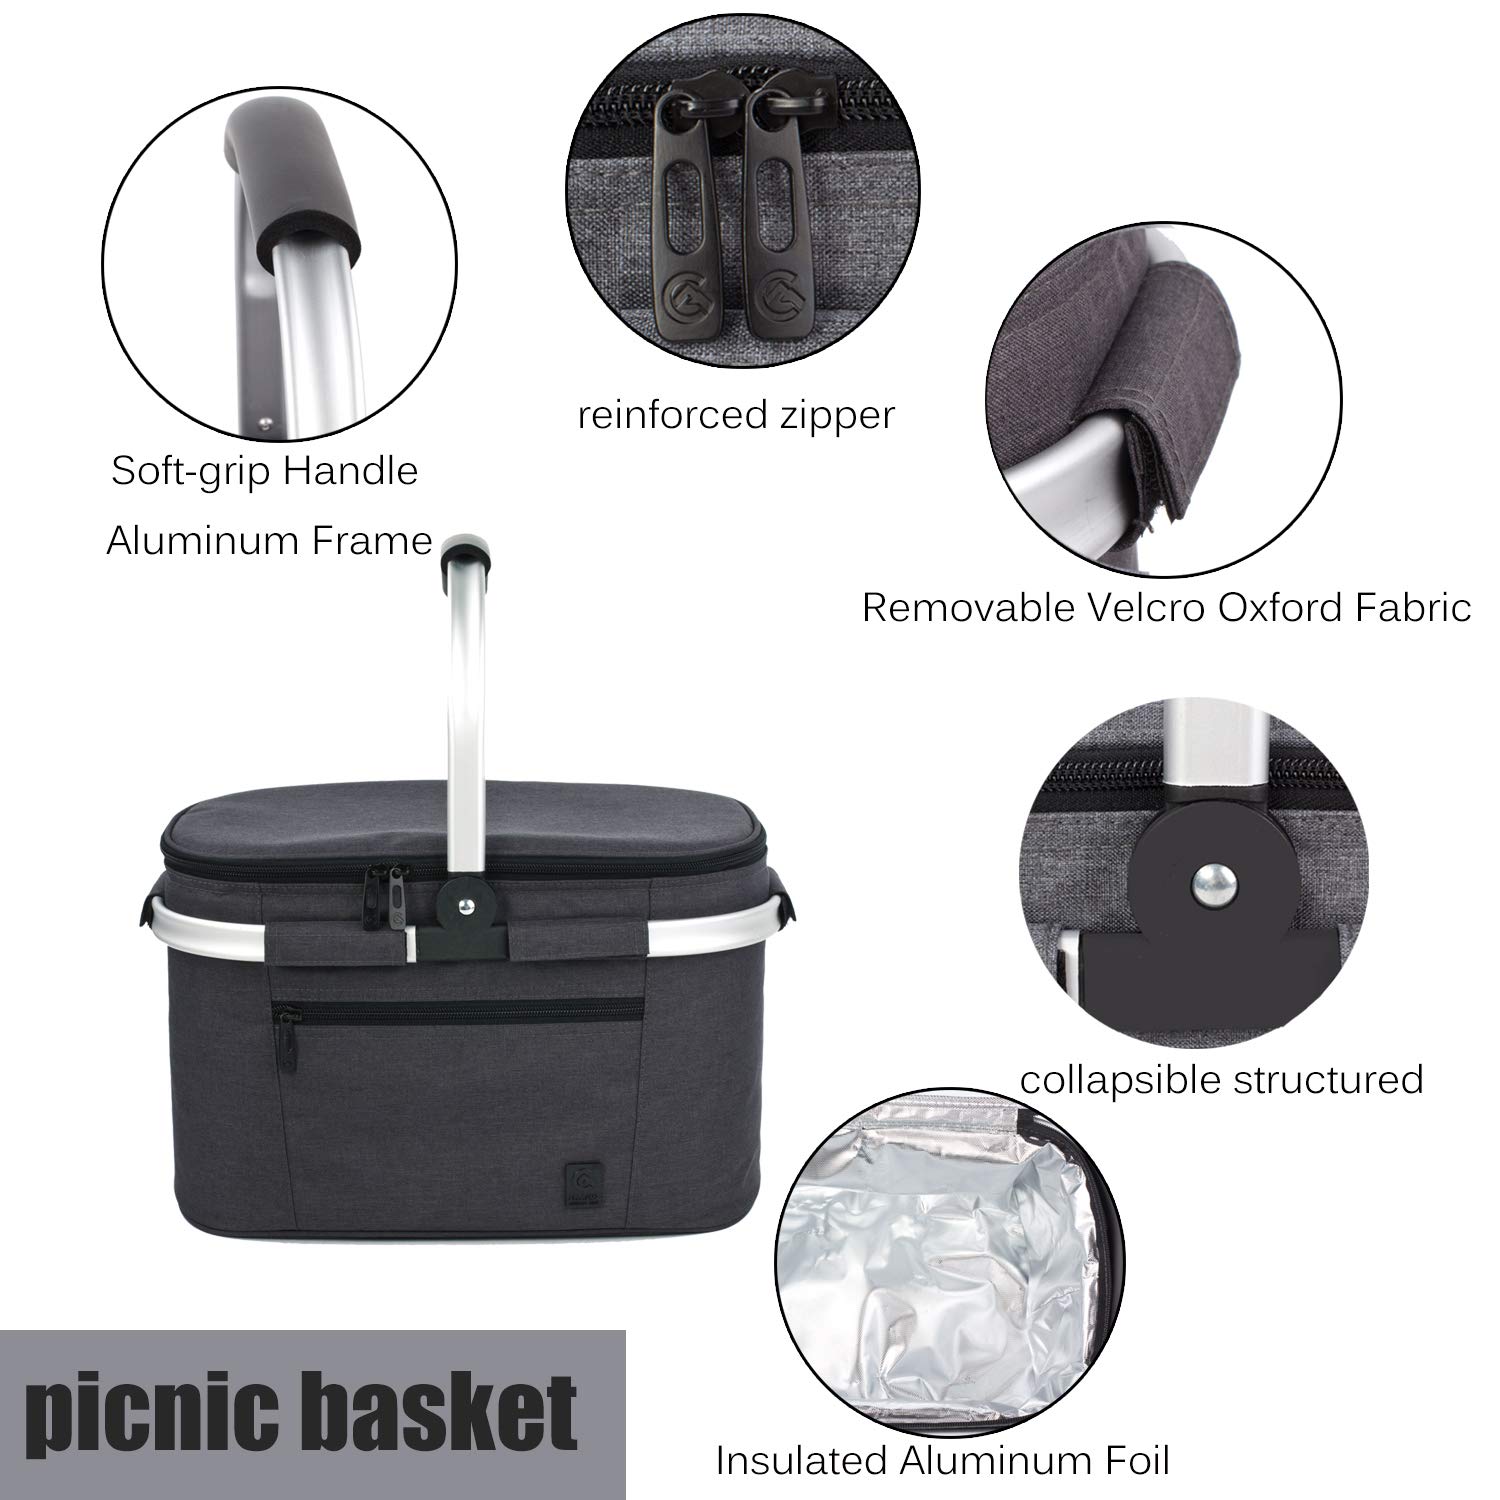 reinforced zipper
Soft-grip Handle
Aluminum Frame
Removable Velcro Oxford Fabric
collapsible structured
Insulated Aluminum Foil
picnic basket